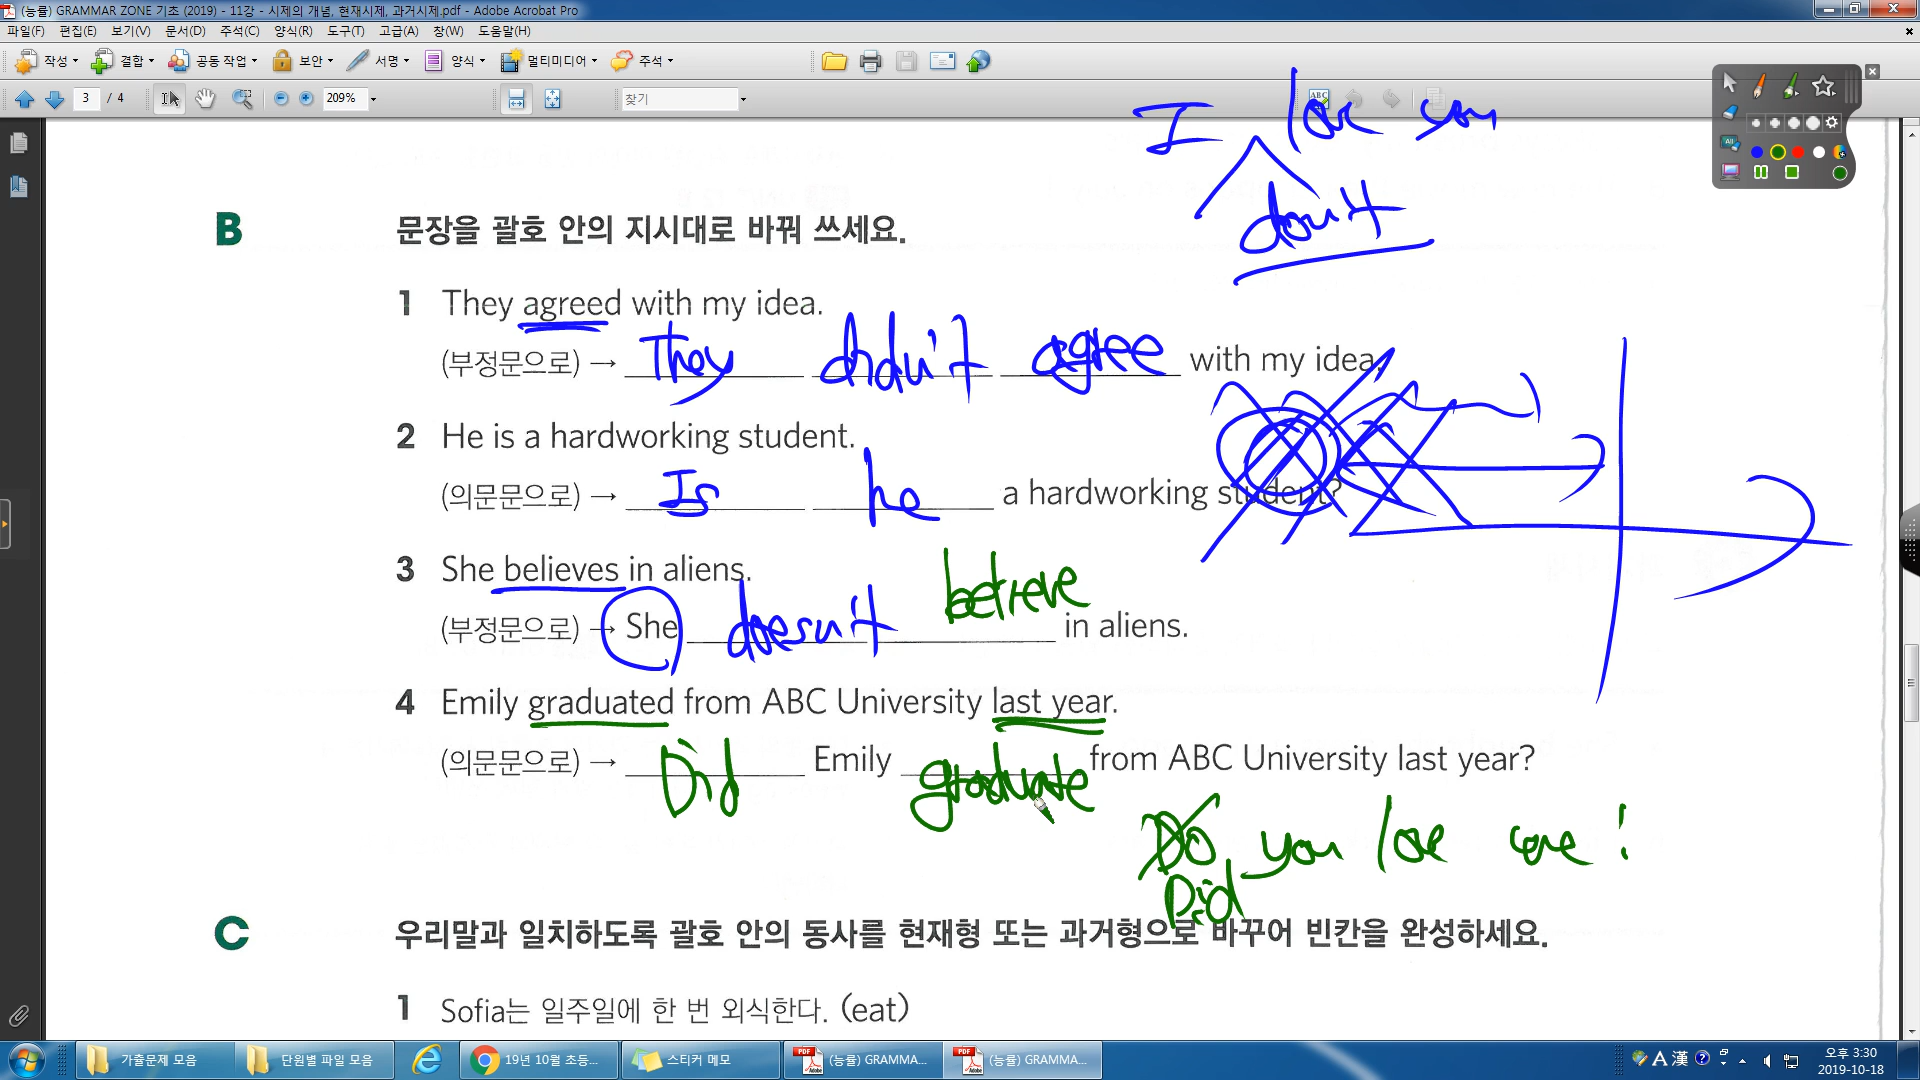 (능률) GRAMMAR ZONE 기초 (2019) - 11강 - 시제의 개념, 현재시제, 과거시제.pdf - Adobe Acrobat Pro
파일(F) 편집(E) 보기(V) 문서(D) 주석(C) 양식(R) 도구(T) 고급(A) 창(W) 도움말(H)
작성 결합 공동 작업 보안 서명 양식 멀티미디어 주석
3 / 4 209% 찾기
I love you
don't
B 문장을 괄호 안의 지시대로 바꿔 쓰세요.
1 They agreed with my idea.
(부정문으로) → They didn't agree with my idea.
2 He is a hardworking student.
(의문문으로) → Is he a hardworking student?
3 She believes in aliens.
(부정문으로) → She doesn't believe in aliens.
4 Emily graduated from ABC University last year.
(의문문으로) → Did Emily graduate from ABC University last year?
Do you love me?
Did
C 우리말과 일치하도록 괄호 안의 동사를 현재형 또는 과거형으로 바꾸어 빈칸을 완성하세요.
1 Sofia는 일주일에 한 번 외식한다. (eat)
가출문제 모음 단원별 파일 모음 19년 10월 초등... 스티커 메모 (능률) GRAMMA... (능률) GRAMMA... A 漢 오후 3:30
2019-10-18